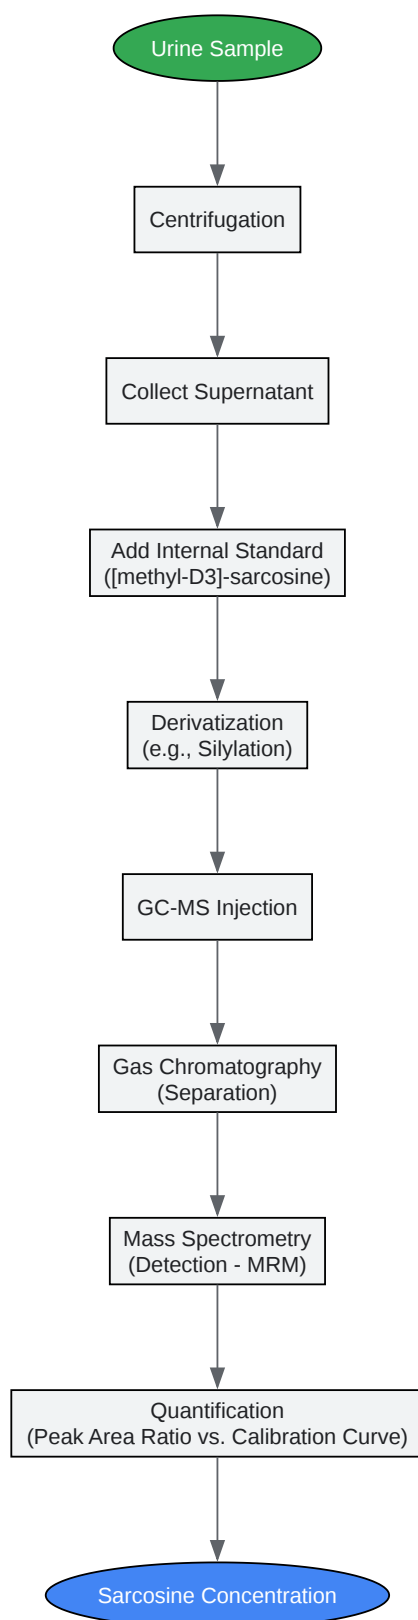 Urine Sample
Centrifugation
Collect Supernatant
Add Internal Standard
([methyl-D3]-sarcosine)
Derivatization
(e.g., Silylation)
GC-MS Injection
Gas Chromatography
(Separation)
Mass Spectrometry
(Detection - MRM)
Quantification
(Peak Area Ratio vs. Calibration Curve)
Sarcosine Concentration